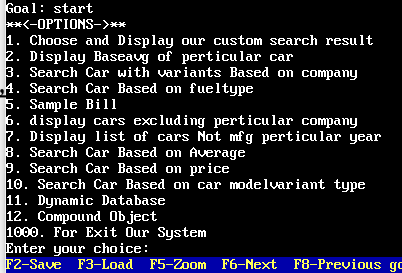 Goal: start
**<-OPTIONS->**
1. Choose and Display our custom search result
2. Display Baseavg of perticular car
3. Search Car with variants Based on company
4. Search Car Based on fueltype
5. Sample Bill
6. display cars excluding perticular company
7. Display list of cars Not mfg perticular year
8. Search Car Based on Average
9. Search Car Based on price
10. Search Car Based on car modelvariant type
11. Dynamic Database
12. Compound Object
1000. For Exit Our System
Enter your choice:
F2-Save F3-Load F5-Zoom F6-Next F8-Previous go